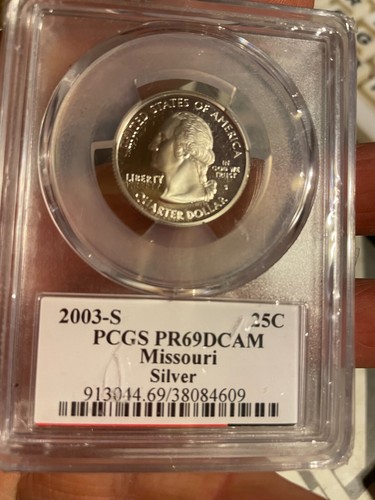 UNITED STATES OF AMERICA
IN
GOD WE
TRUST
LIBERTY
S
QUARTER DOLLAR
2003-S 25C
PCGS PR69DCAM
Missouri
Silver
913044.69/38084609